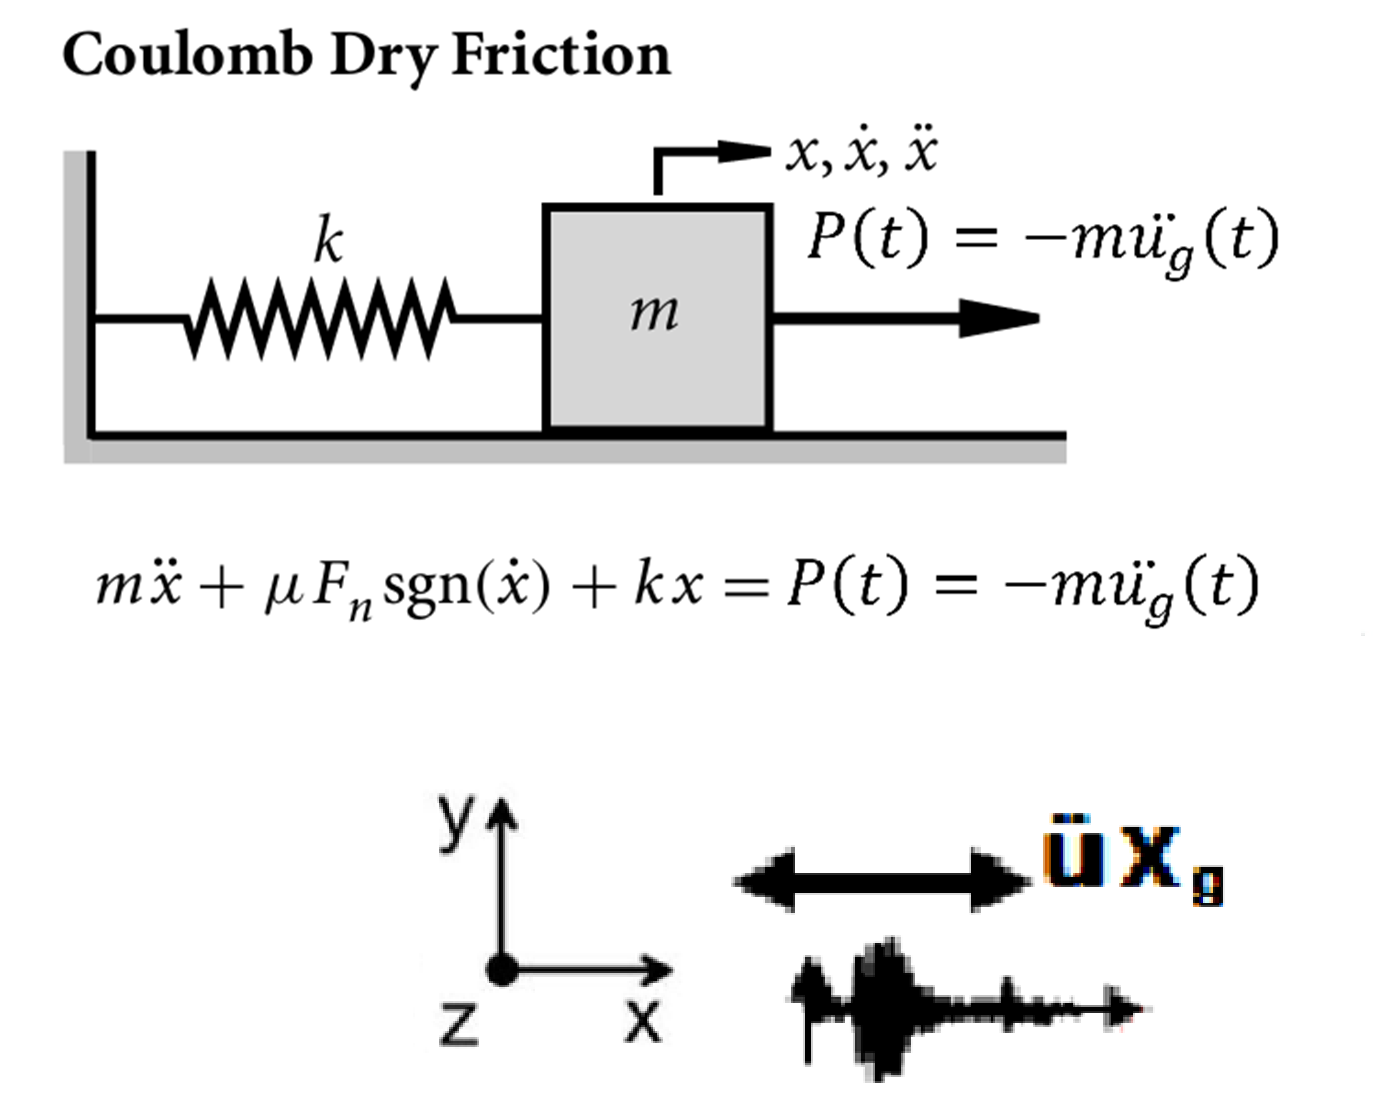 Coulomb Dry Friction
x, ẋ, ẍ
k
P(t) = −mü_g(t)
m
mẍ + μF_n sgn(ẋ) + kx = P(t) = −mü_g(t)
y
üx_g
z
x